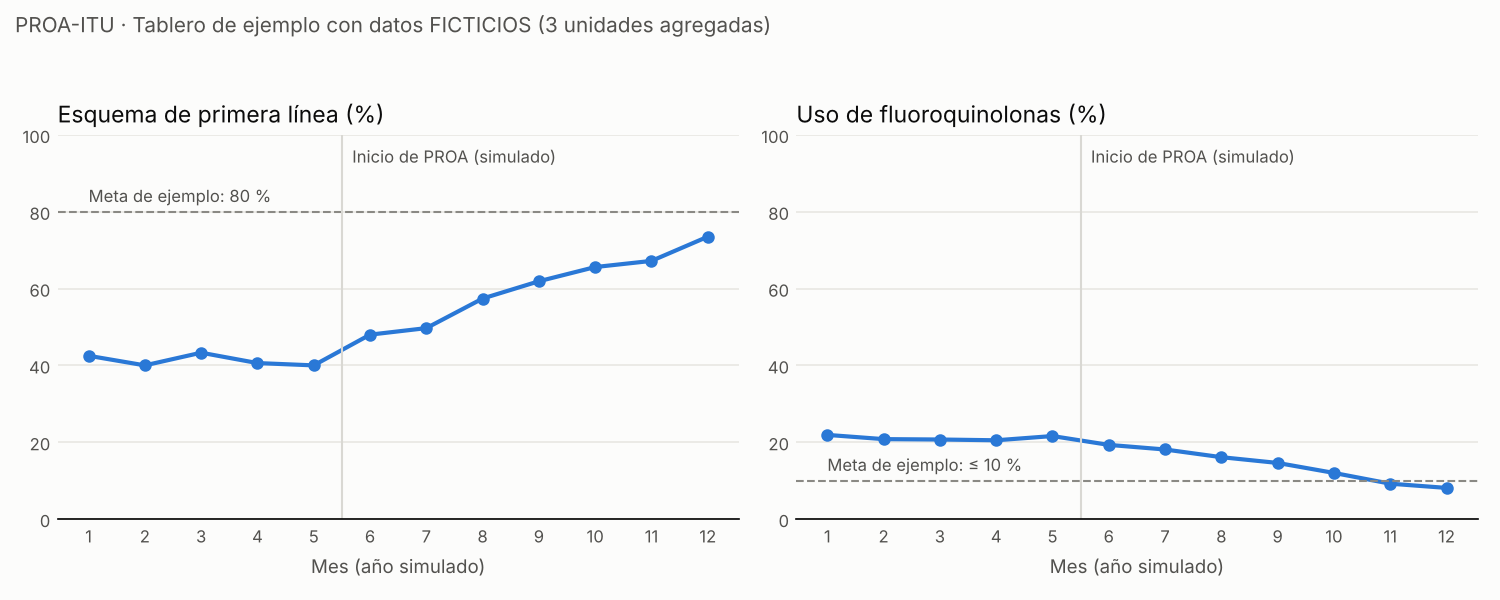 PROA-ITU · Tablero de ejemplo con datos FICTICIOS (3 unidades agregadas)
Esquema de primera línea (%)
100
80
60
40
20
0
Inicio de PROA (simulado)
Meta de ejemplo: 80 %
1 2 3 4 5 6 7 8 9 10 11 12
Mes (año simulado)
Uso de fluoroquinolonas (%)
100
80
60
40
20
0
Inicio de PROA (simulado)
Meta de ejemplo: ≤ 10 %
1 2 3 4 5 6 7 8 9 10 11 12
Mes (año simulado)